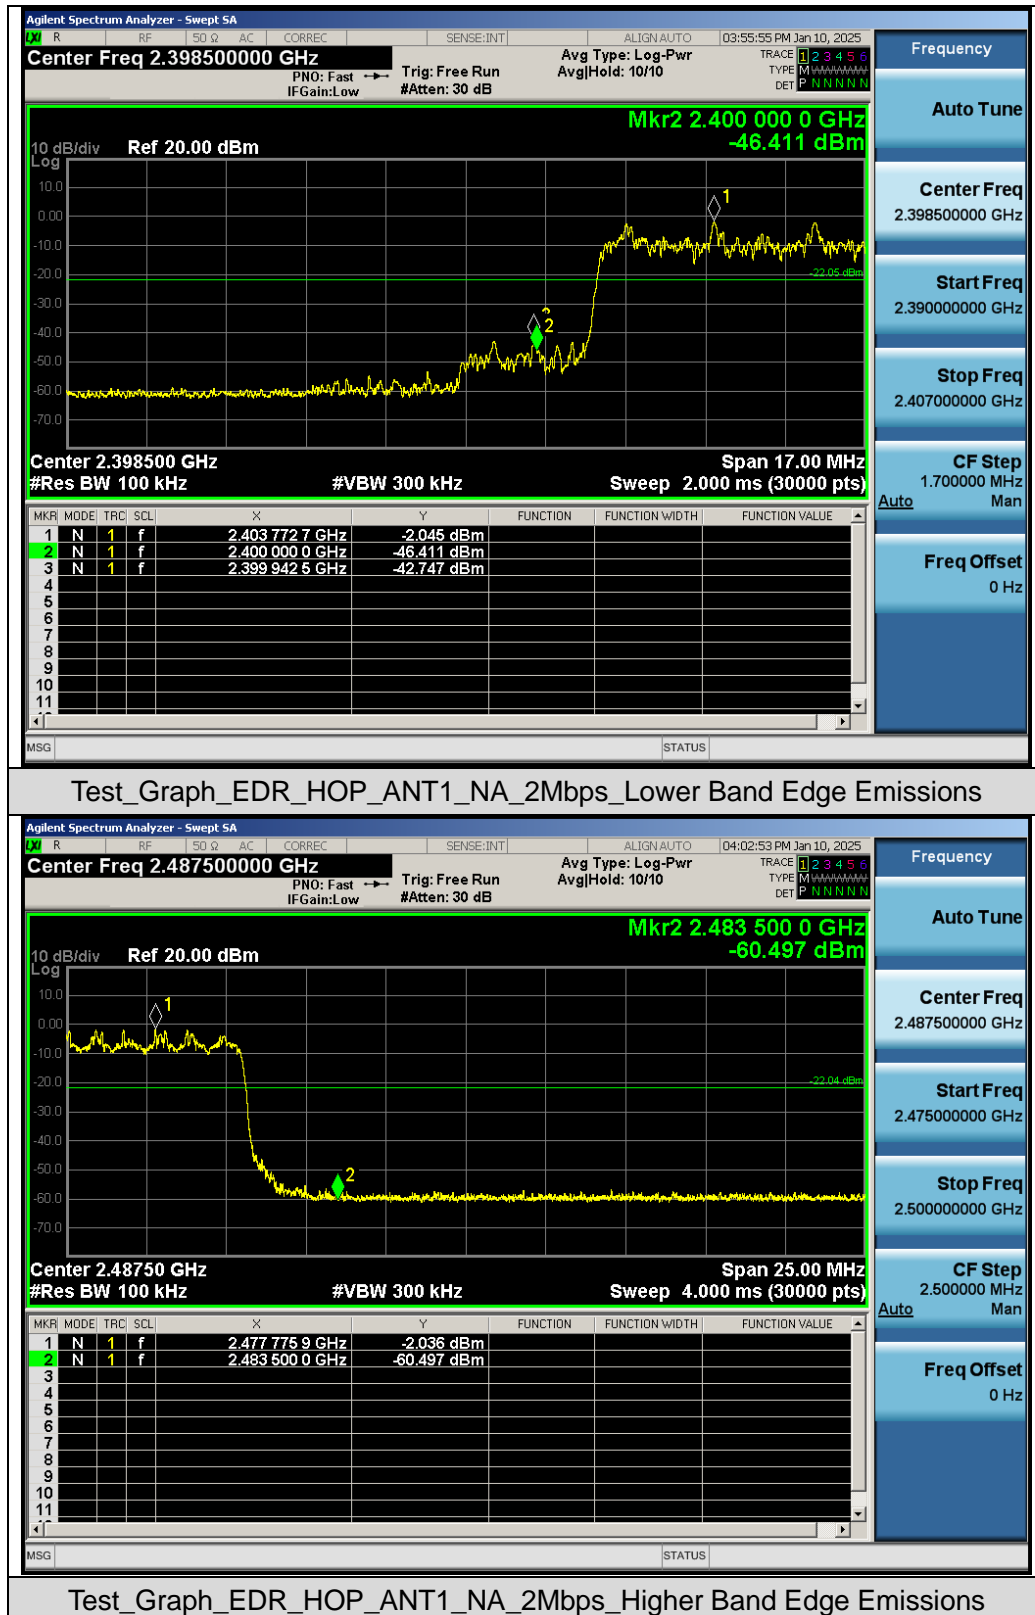 Agilent Spectrum Analyzer - Swept SA
LXI R RF 50 Ω AC CORREC SENSE:INT ALIGN AUTO 03:55:55 PM Jan 10, 2025
Center Freq 2.398500000 GHz Avg Type: Log-Pwr TRACE 1 2 3 4 5 6
PNO: Fast Trig: Free Run Avg|Hold: 10/10 TYPE M WWWWW
IFGain:Low #Atten: 30 dB DET P N N N N N
Frequency
Auto Tune
Center Freq
2.398500000 GHz
Start Freq
2.390000000 GHz
Stop Freq
2.407000000 GHz
CF Step
1.700000 MHz
Auto Man
Freq Offset
0 Hz
Mkr2 2.400 000 0 GHz
-46.411 dBm
10 dB/div Ref 20.00 dBm
Log
10.0
0.00
-10.0
-20.0
-30.0
-40.0
-50.0
-60.0
-70.0
1
-22.05 dBm
2
Center 2.398500 GHz Span 17.00 MHz
#Res BW 100 kHz #VBW 300 kHz Sweep 2.000 ms (30000 pts)
MKR MODE TRC SCL X Y FUNCTION FUNCTION WIDTH FUNCTION VALUE
1 N 1 f 2.403 772 7 GHz -2.045 dBm
2 N 1 f 2.400 000 0 GHz -46.411 dBm
3 N 1 f 2.399 942 5 GHz -42.747 dBm
4
5
6
7
8
9
10
11
MSG STATUS
Test_Graph_EDR_HOP_ANT1_NA_2Mbps_Lower Band Edge Emissions
Agilent Spectrum Analyzer - Swept SA
LXI R RF 50 Ω AC CORREC SENSE:INT ALIGN AUTO 04:02:53 PM Jan 10, 2025
Center Freq 2.487500000 GHz Avg Type: Log-Pwr TRACE 1 2 3 4 5 6
PNO: Fast Trig: Free Run Avg|Hold: 10/10 TYPE M WWWWW
IFGain:Low #Atten: 30 dB DET P N N N N N
Frequency
Auto Tune
Center Freq
2.487500000 GHz
Start Freq
2.475000000 GHz
Stop Freq
2.500000000 GHz
CF Step
2.500000 MHz
Auto Man
Freq Offset
0 Hz
Mkr2 2.483 500 0 GHz
-60.497 dBm
10 dB/div Ref 20.00 dBm
Log
10.0
0.00
-10.0
-20.0
-30.0
-40.0
-50.0
-60.0
-70.0
1
-22.04 dBm
2
Center 2.48750 GHz Span 25.00 MHz
#Res BW 100 kHz #VBW 300 kHz Sweep 4.000 ms (30000 pts)
MKR MODE TRC SCL X Y FUNCTION FUNCTION WIDTH FUNCTION VALUE
1 N 1 f 2.477 775 9 GHz -2.036 dBm
2 N 1 f 2.483 500 0 GHz -60.497 dBm
3
4
5
6
7
8
9
10
11
MSG STATUS
Test_Graph_EDR_HOP_ANT1_NA_2Mbps_Higher Band Edge Emissions